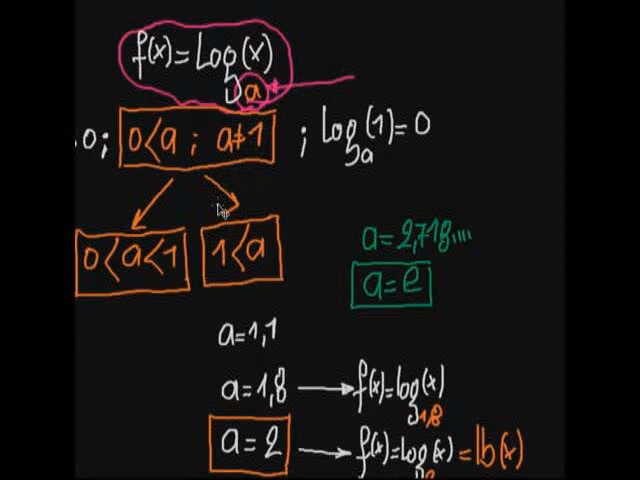 f(x)=Log a (x)
0; 0<a ; a≠1 ; log a (1)=0
0<a<1 1<a
a=2,718....
a=e
a=1,1
a=1,8 → f(x)=log 1,8 (x)
a=2 → f(x)=log 2 (x) = lb(x)